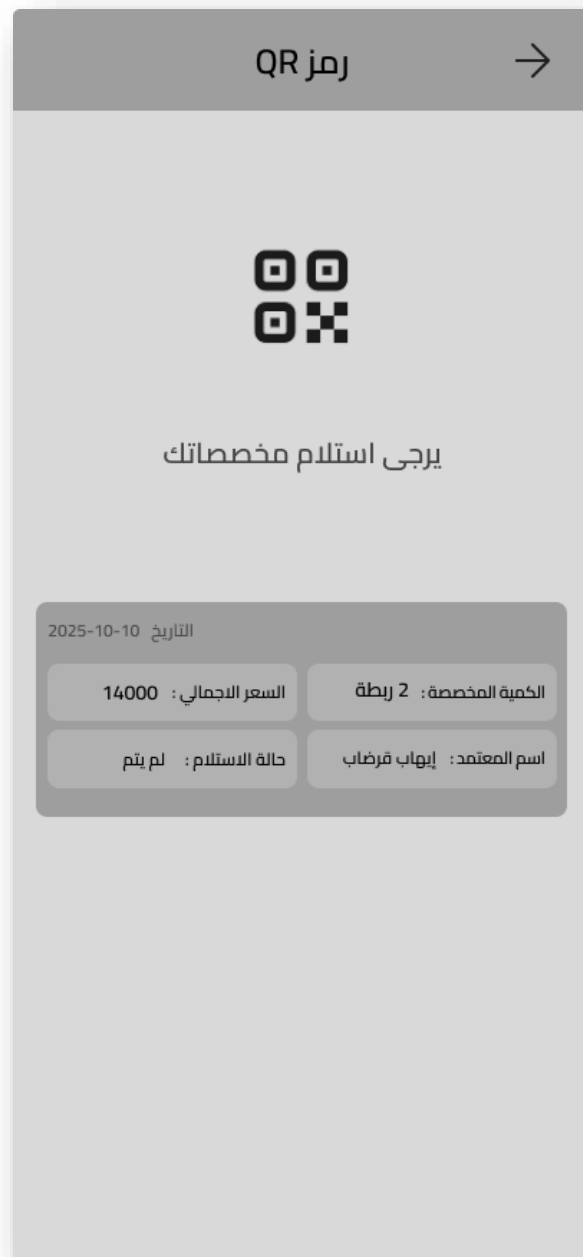 رمز QR
يرجى استلام مخصصاتك
التاريخ 2025-10-10
الكمية المخصصة : 2 ربطة
السعر الاجمالي : 14000
اسم المعتمد : إيهاب قرضاب
حالة الاستلام : لم يتم